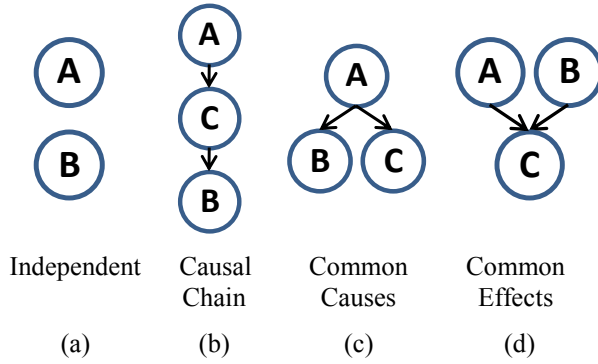 A
B
A
C
B
A
B C
A B
C
Independent
Causal
Chain
Common
Causes
Common
Effects
(a)
(b)
(c)
(d)